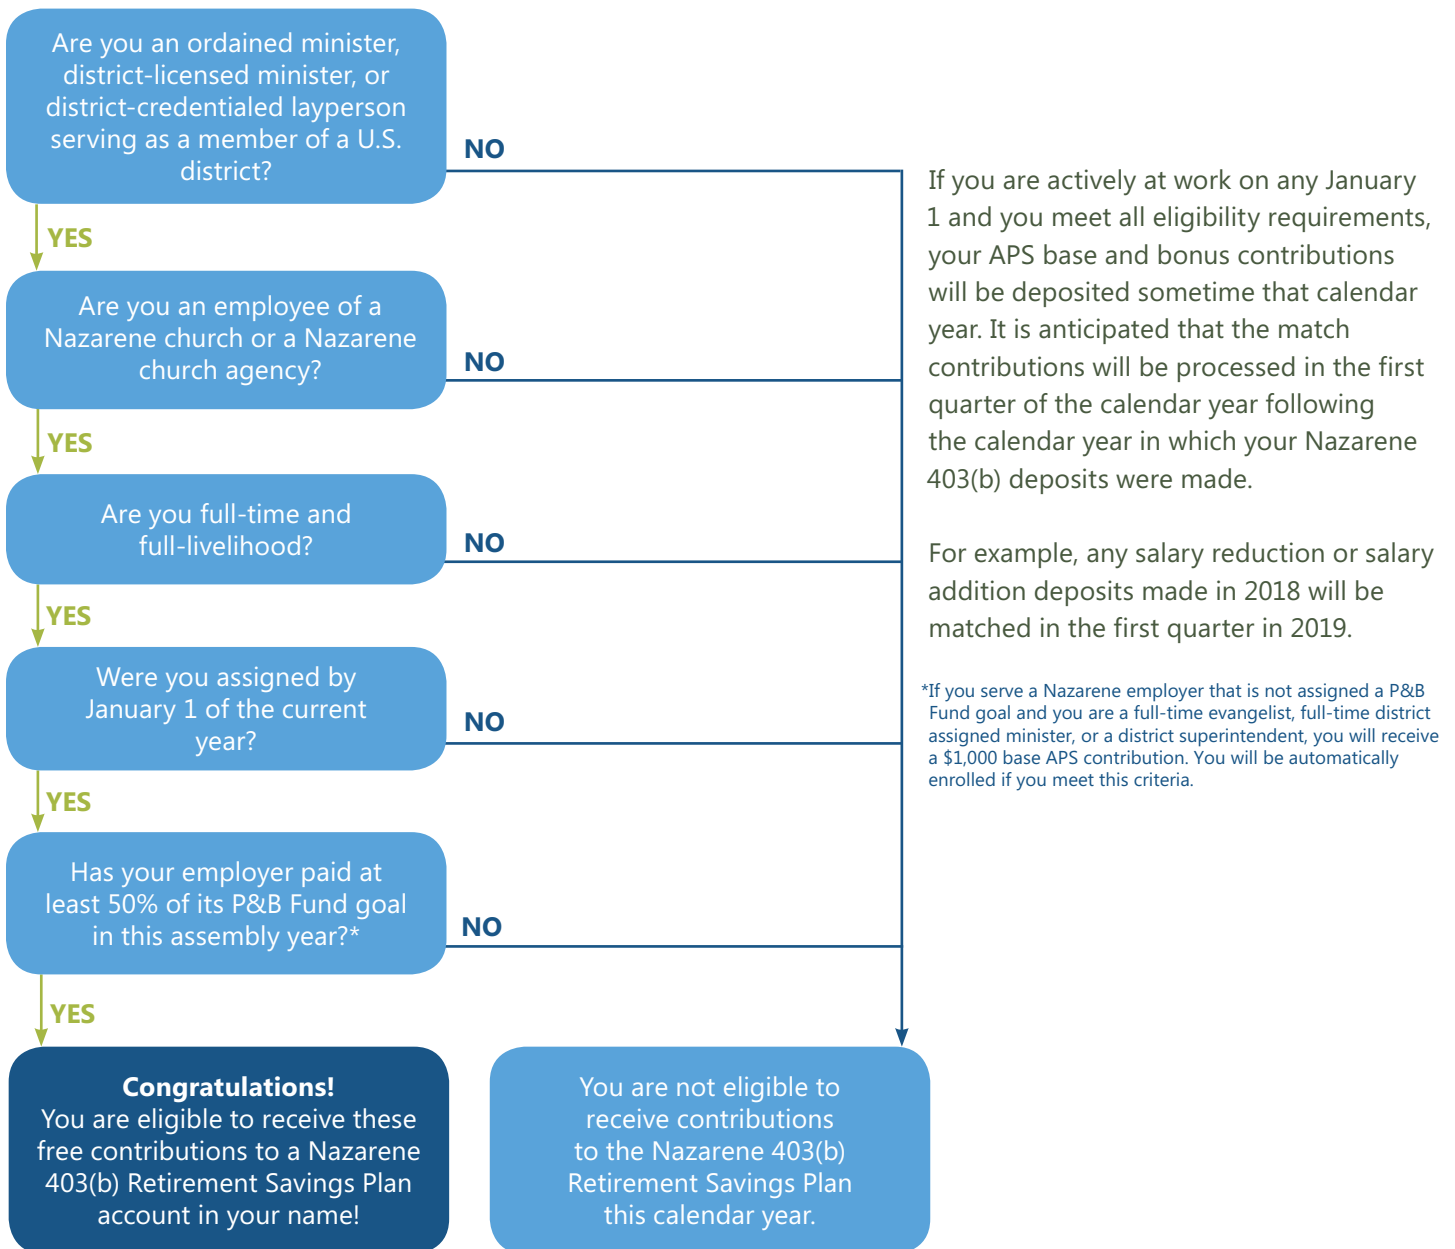 Are you an ordained minister,
district-licensed minister, or
district-credentialed layperson
serving as a member of a U.S.
district?
NO
YES
Are you an employee of a
Nazarene church or a Nazarene
church agency?
NO
YES
Are you full-time and
full-livelihood?
NO
YES
Were you assigned by
January 1 of the current
year?
NO
YES
Has your employer paid at
least 50% of its P&B Fund goal
in this assembly year?*
NO
YES
Congratulations!
You are eligible to receive these
free contributions to a Nazarene
403(b) Retirement Savings Plan
account in your name!
You are not eligible to
receive contributions
to the Nazarene 403(b)
Retirement Savings Plan
this calendar year.
If you are actively at work on any January
1 and you meet all eligibility requirements,
your APS base and bonus contributions
will be deposited sometime that calendar
year. It is anticipated that the match
contributions will be processed in the first
quarter of the calendar year following
the calendar year in which your Nazarene
403(b) deposits were made.
For example, any salary reduction or salary
addition deposits made in 2018 will be
matched in the first quarter in 2019.
*If you serve a Nazarene employer that is not assigned a P&B
Fund goal and you are a full-time evangelist, full-time district
assigned minister, or a district superintendent, you will receive
a $1,000 base APS contribution. You will be automatically
enrolled if you meet this criteria.